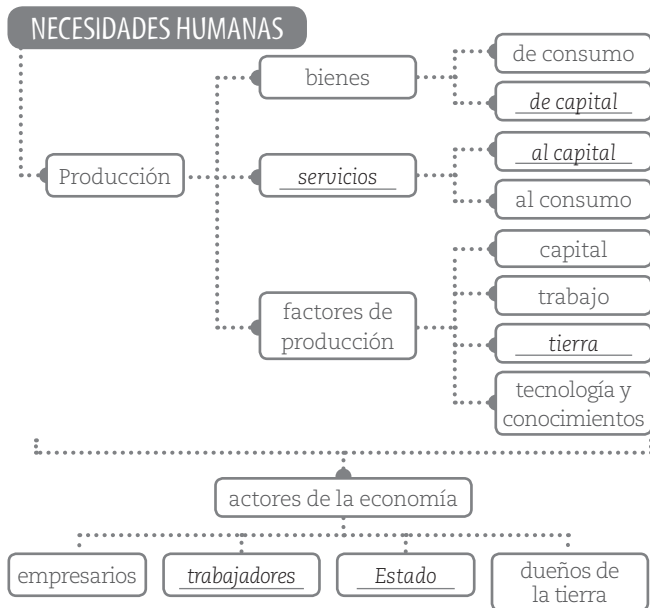 NECESIDADES HUMANAS
Producción
bienes
de consumo
de capital
servicios
al capital
al consumo
factores de
producción
capital
trabajo
tierra
tecnología y
conocimientos
actores de la economía
empresarios
trabajadores
Estado
dueños de
la tierra